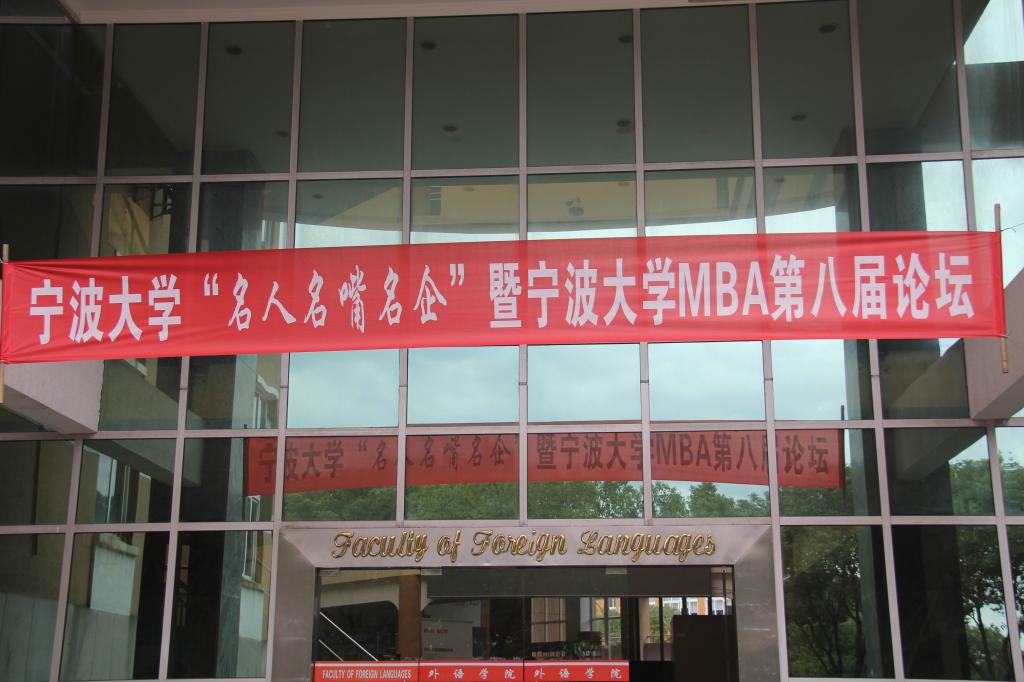 宁波大学“名人名嘴名企”暨宁波大学MBA第八届论坛
宁波大学“名人名嘴名企”暨宁波大学MBA第八届论坛
Faculty of Foreign Languages
FACULTY OF FOREIGN LANGUAGES 外语学院 外语学院